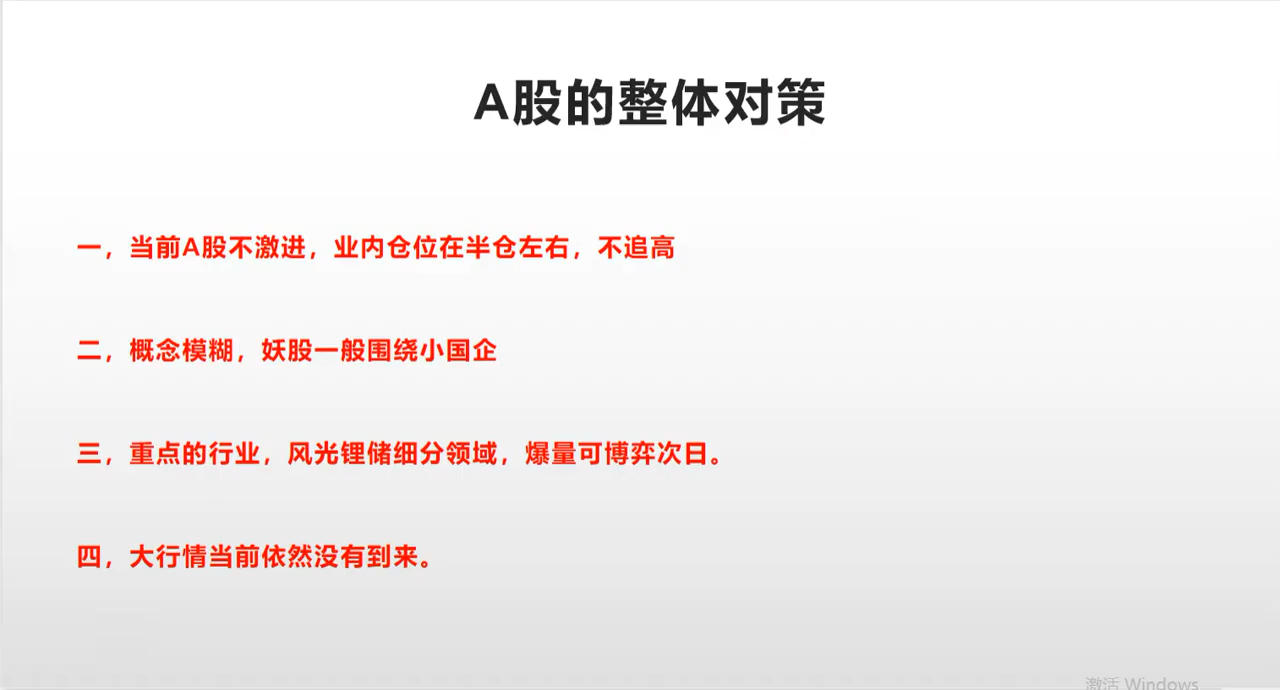 A股的整体对策
一，当前A股不激进，业内仓位在半仓左右，不追高
二，概念模糊，妖股一般围绕小国企
三，重点的行业，风光锂储细分领域，爆量可博弈次日。
四，大行情当前依然没有到来。
激活 Windows